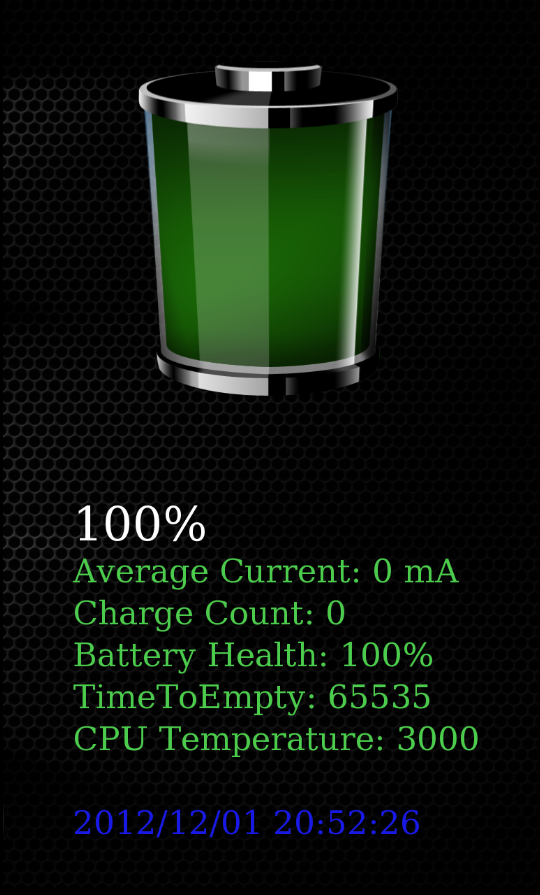 100%
Average Current: 0 mA
Charge Count: 0
Battery Health: 100%
TimeToEmpty: 65535
CPU Temperature: 3000
2012/12/01 20:52:26